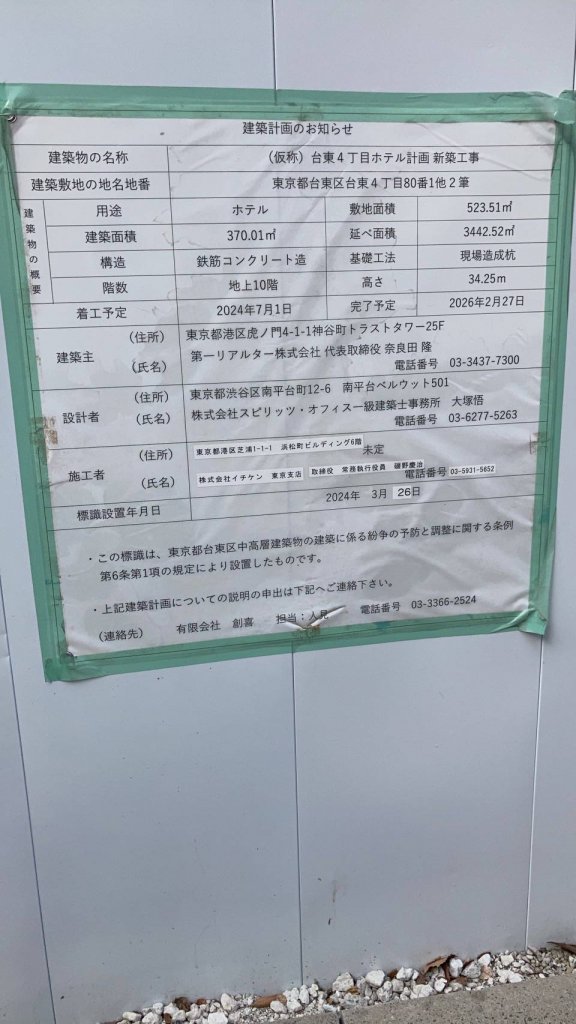 建築計画のお知らせ
建築物の名称 （仮称）台東４丁目ホテル計画 新築工事
建築敷地の地名地番 東京都台東区台東４丁目80番1他２筆
建築物の概要
用途 ホテル 敷地面積 523.51㎡
建築面積 370.01㎡ 延べ面積 3442.52㎡
構造 鉄筋コンクリート造 基礎工法 現場造成杭
階数 地上10階 高さ 34.25m
着工予定 2024年7月1日 完了予定 2026年2月27日
建築主 （住所） 東京都港区虎ノ門4-1-1神谷町トラストタワー25F
（氏名） 第一リアルター株式会社 代表取締役 奈良田 隆
電話番号 03-3437-7300
設計者 （住所） 東京都渋谷区南平台町12-6 南平台ベルウット501
（氏名） 株式会社スピリッツ・オフィス一級建築士事務所 大塚悟
電話番号 03-6277-5263
施工者 （住所） 東京都港区芝浦1-1-1 浜松町ビルディング6階 未定
（氏名） 株式会社イチケン 東京支店 取締役 常務執行役員 磯野慶治 電話番号 03-5931-5652
標識設置年月日 2024年 3月 26日
・この標識は、東京都台東区中高層建築物の建築に係る紛争の予防と調整に関する条例
第6条第1項の規定により設置したものです。
・上記建築計画についての説明の申出は下記へご連絡下さい。
（連絡先） 有限会社 創喜 担当：人見 電話番号 03-3366-2524